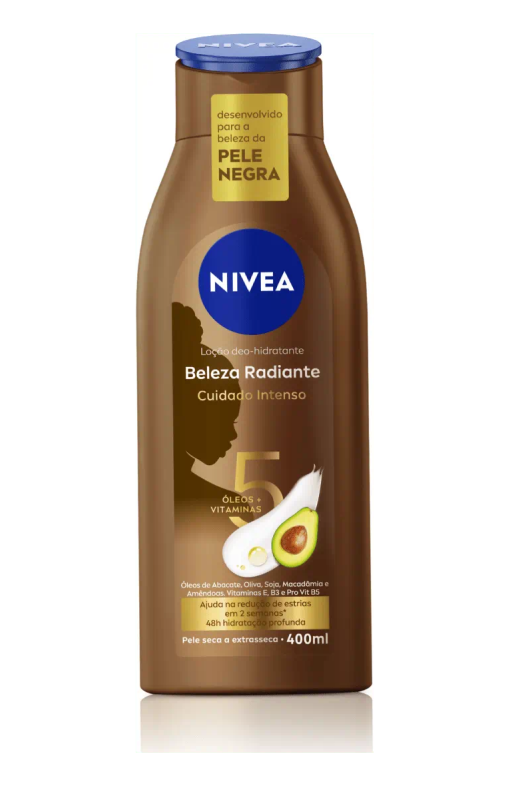 NIVEA
desenvolvido
para a
beleza da
PELE
NEGRA
NIVEA
Loção deo-hidratante
Beleza Radiante
Cuidado Intenso
5
ÓLEOS +
VITAMINAS
Óleos de Abacate, Oliva, Soja, Macadâmia e
Amêndoas. Vitaminas E, B3 e Pro Vit B5
Ajuda na redução de estrias
em 2 semanas*
48h hidratação profunda
Pele seca a extrasseca • 400ml